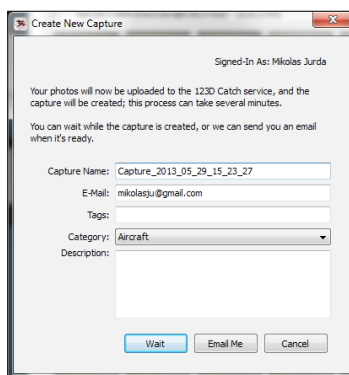 Create New Capture
Signed-In As: Mikolas Jurda
Your photos will now be uploaded to the 123D Catch service, and the
capture will be created; this process can take several minutes.
You can wait while the capture is created, or we can send you an email
when it's ready.
Capture Name: Capture_2013_05_29_15_23_27
E-Mail: mikolasju@gmail.com
Tags:
Category: Aircraft
Description:
Wait Email Me Cancel